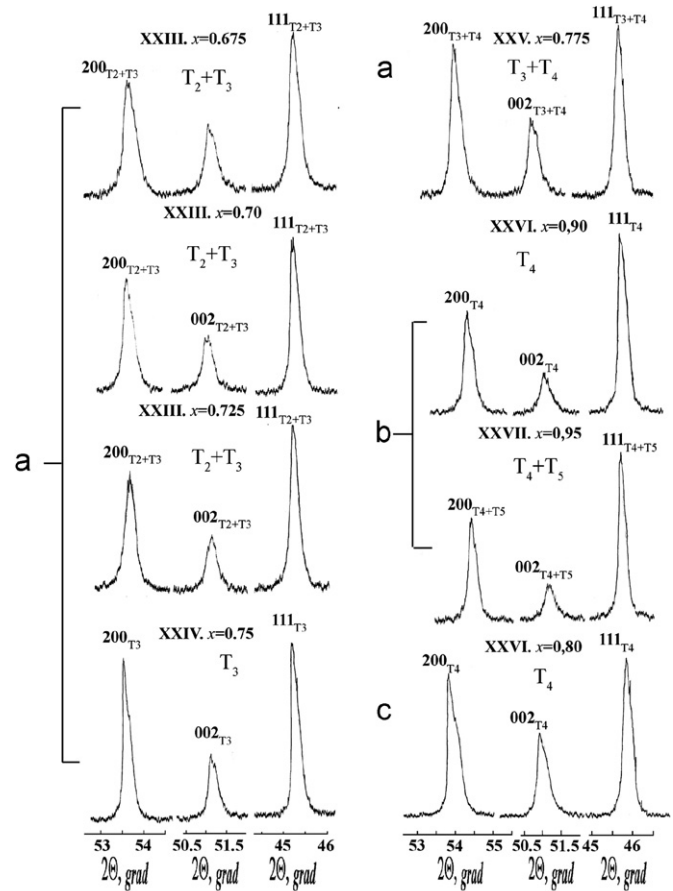 XXIII. x=0.675
200T2+T3
T2+T3
111T2+T3
XXIII. x=0.70
200T2+T3
T2+T3
002T2+T3
111T2+T3
a
XXIII. x=0.725
200T2+T3
T2+T3
002T2+T3
111T2+T3
XXIV. x=0.75
200T3
T3
002T3
111T3
53 54 50.5 51.5 45 46
2Θ, grad 2Θ, grad 2Θ, grad
a
XXV. x=0.775
200T3+T4
T3+T4
002T3+T4
111T3+T4
XXVI. x=0,90
T4
200T4
002T4
111T4
b
XXVII. x=0,95
T4+T5
200T4+T5
002T4+T5
111T4+T5
c
XXVI. x=0,80
200T4
T4
002T4
111T4
53 54 55 50.5 51.5 45 46
2Θ, grad 2Θ, grad 2Θ, grad